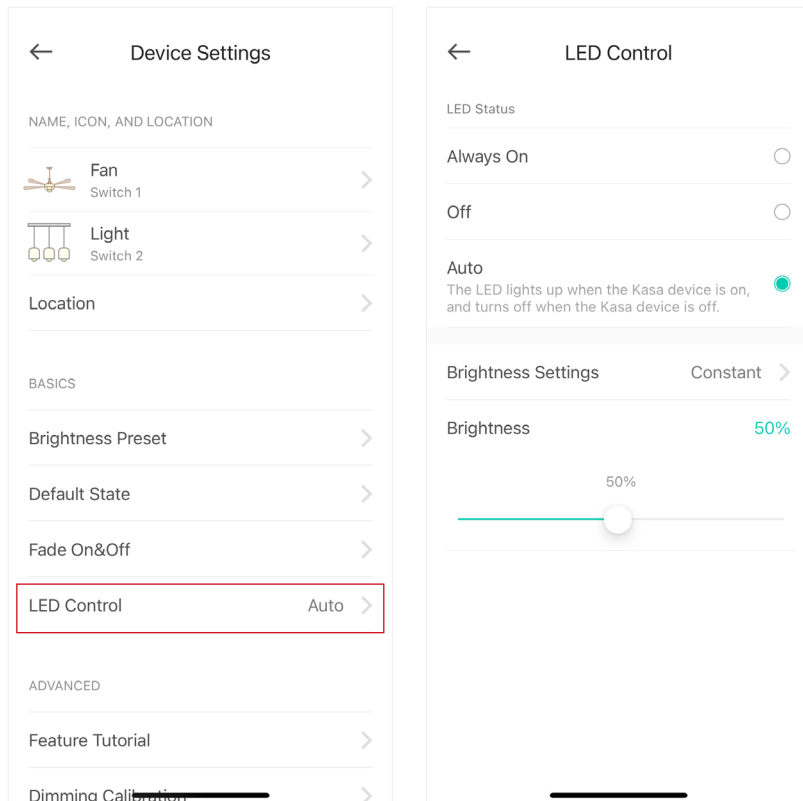 Device Settings
NAME, ICON, AND LOCATION
Fan
Switch 1
Light
Switch 2
Location
BASICS
Brightness Preset
Default State
Fade On&Off
LED Control Auto
ADVANCED
Feature Tutorial
Dimming Calibration
LED Control
LED Status
Always On
Off
Auto
The LED lights up when the Kasa device is on,
and turns off when the Kasa device is off.
Brightness Settings Constant
Brightness 50%
50%